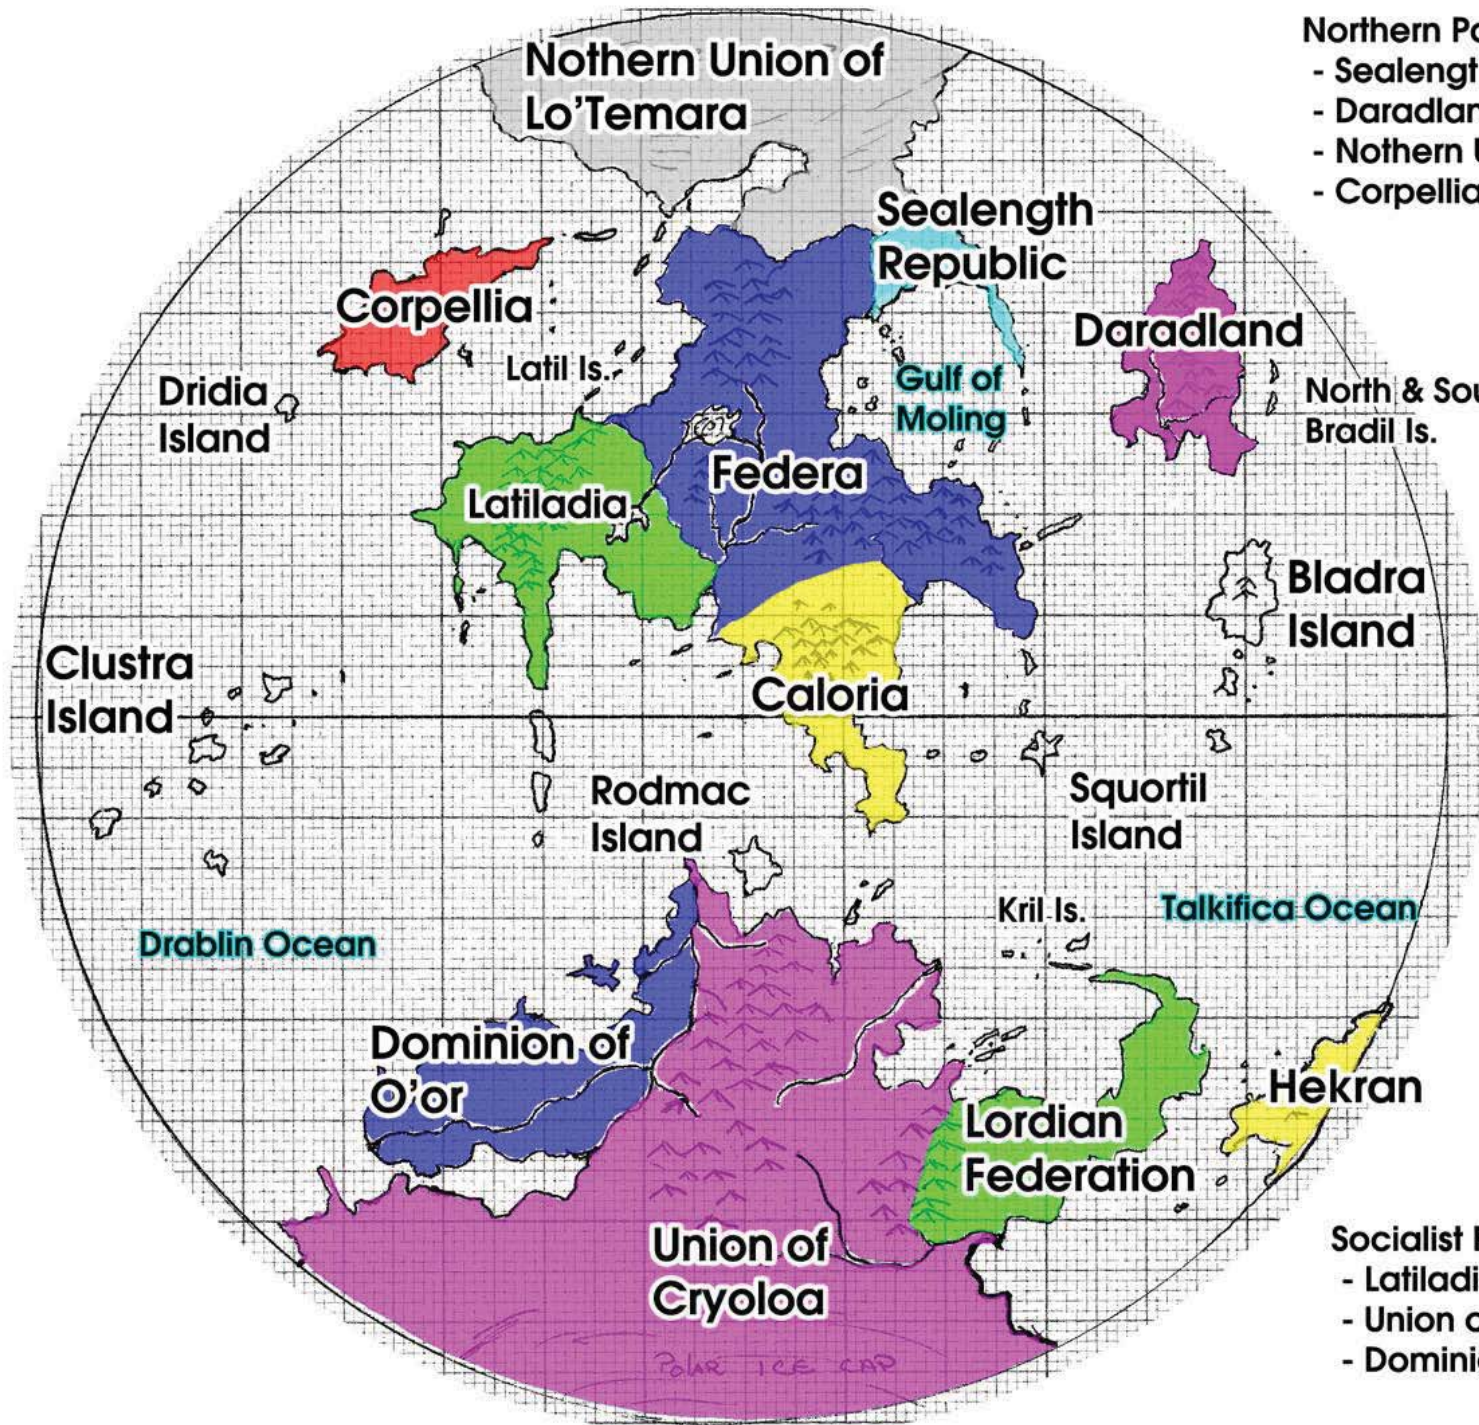 Northern Pa
- Sealengt
- Daradlan
- Nothern U
- Corpellia
Nothern Union of
Lo'Temara
Sealength
Republic
Corpellia
Daradland
Latil Is.
Gulf of
Moling
Dridia
Island
North & Sou
Bradil Is.
Federa
Latiladia
Bladra
Island
Clustra
Island
Caloria
Rodmac
Island
Squortil
Island
Kril Is.
Talkifica Ocean
Drablin Ocean
Dominion of
O'or
Hekran
Lordian
Federation
Union of
Cryoloa
Socialist
- Latiladi
- Union o
- Domini
POLAR ICE CAP